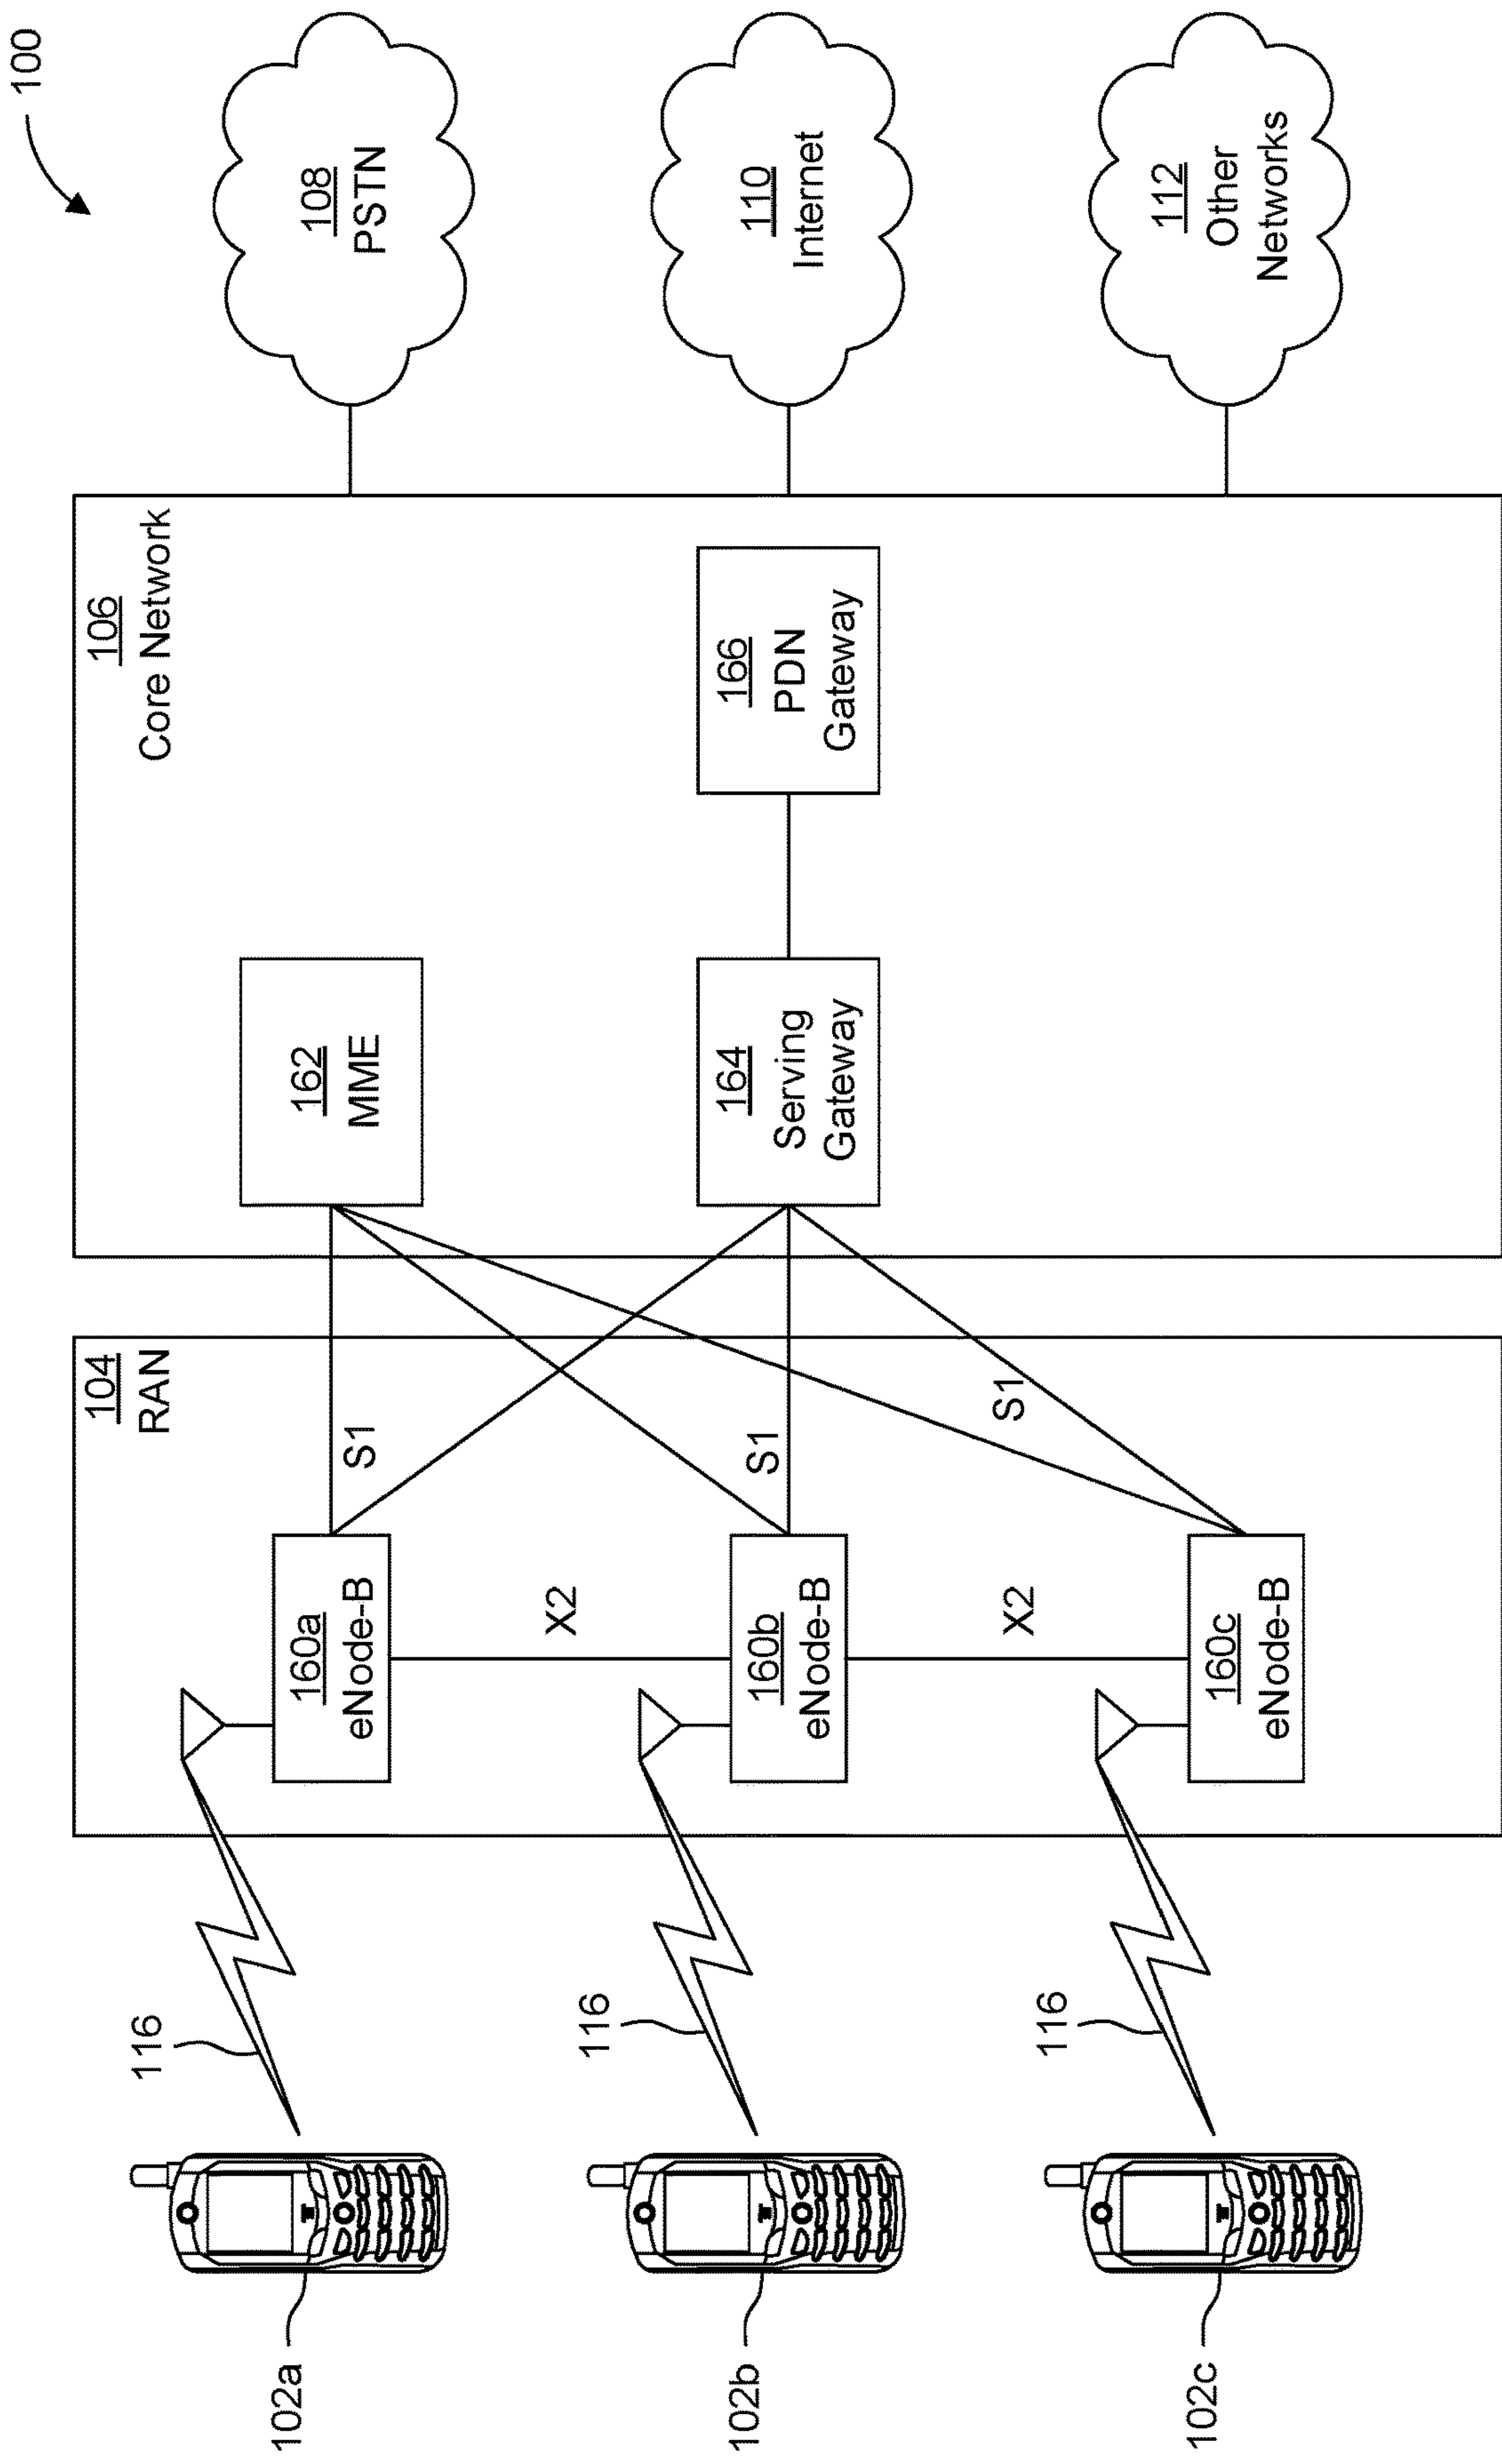 100
102a
102b
102c
116
116
116
104
RAN
160a
eNode-B
X2
160b
eNode-B
X2
160c
eNode-B
S1
S1
S1
106
Core Network
162
MME
164
Serving
Gateway
166
PDN
Gateway
108
PSTN
110
Internet
112
Other
Networks